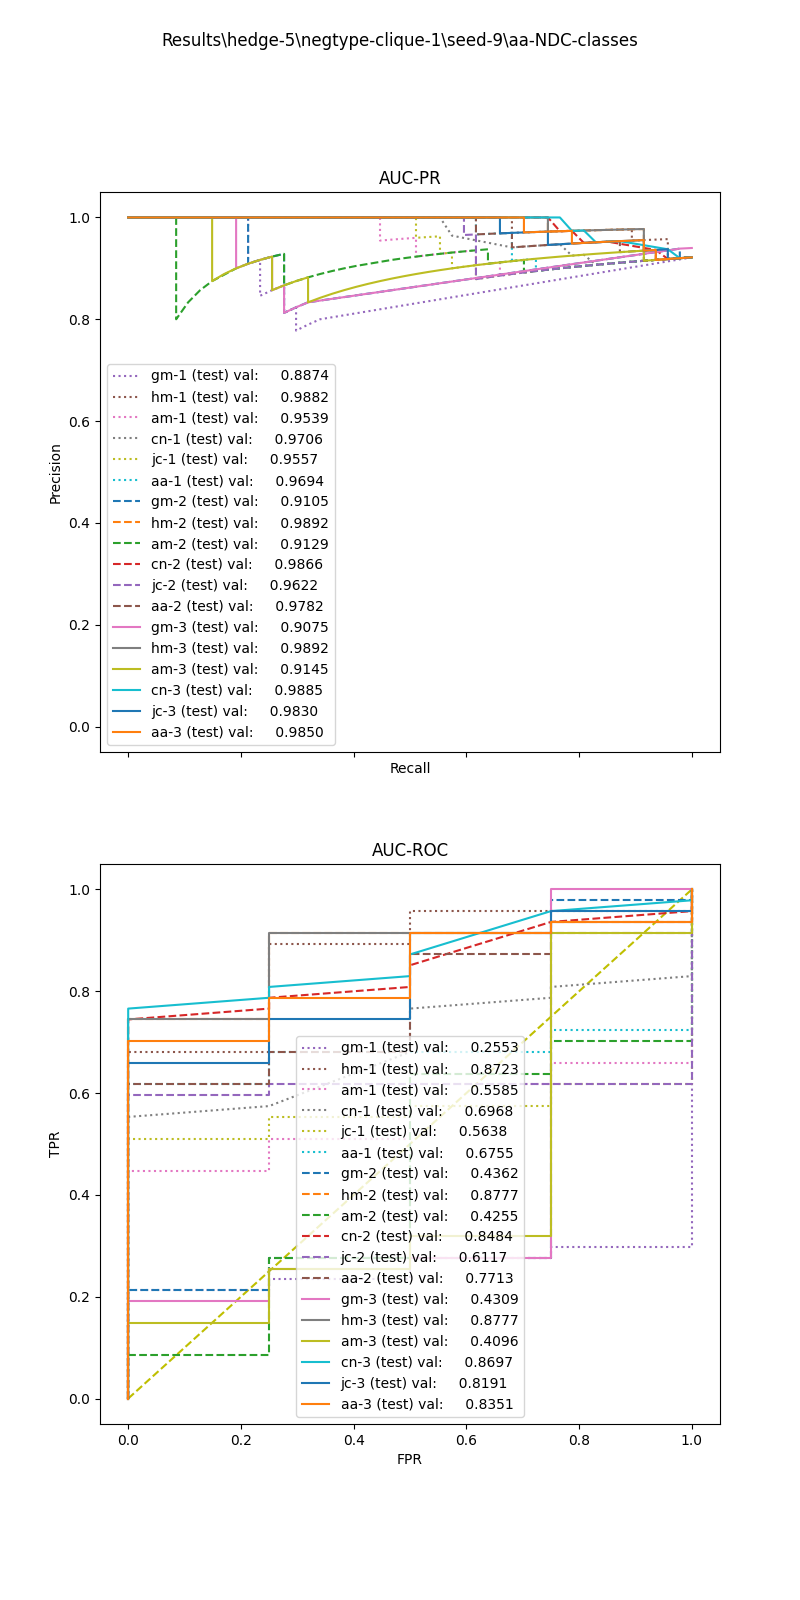 Results\hedge-5\negtype-clique-1\seed-9\aa-NDC-classes
AUC-PR
1.0
0.8
0.6
0.4
0.2
0.0
Precision
gm-1 (test) val: 0.8874
hm-1 (test) val: 0.9882
am-1 (test) val: 0.9539
cn-1 (test) val: 0.9706
jc-1 (test) val: 0.9557
aa-1 (test) val: 0.9694
gm-2 (test) val: 0.9105
hm-2 (test) val: 0.9892
am-2 (test) val: 0.9129
cn-2 (test) val: 0.9866
jc-2 (test) val: 0.9622
aa-2 (test) val: 0.9782
gm-3 (test) val: 0.9075
hm-3 (test) val: 0.9892
am-3 (test) val: 0.9145
cn-3 (test) val: 0.9885
jc-3 (test) val: 0.9830
aa-3 (test) val: 0.9850
Recall
AUC-ROC
1.0
0.8
0.6
0.4
0.2
0.0
TPR
gm-1 (test) val: 0.2553
hm-1 (test) val: 0.8723
am-1 (test) val: 0.5585
cn-1 (test) val: 0.6968
jc-1 (test) val: 0.5638
aa-1 (test) val: 0.6755
gm-2 (test) val: 0.4362
hm-2 (test) val: 0.8777
am-2 (test) val: 0.4255
cn-2 (test) val: 0.8484
jc-2 (test) val: 0.6117
aa-2 (test) val: 0.7713
gm-3 (test) val: 0.4309
hm-3 (test) val: 0.8777
am-3 (test) val: 0.4096
cn-3 (test) val: 0.8697
jc-3 (test) val: 0.8191
aa-3 (test) val: 0.8351
0.0 0.2 0.4 0.6 0.8 1.0
FPR